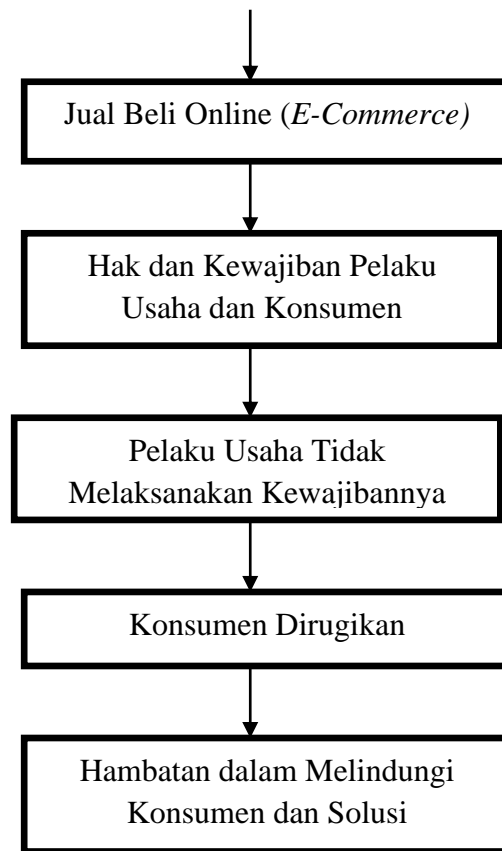 Jual Beli Online (E-Commerce)
Hak dan Kewajiban Pelaku
Usaha dan Konsumen
Pelaku Usaha Tidak
Melaksanakan Kewajibannya
Konsumen Dirugikan
Hambatan dalam Melindungi
Konsumen dan Solusi